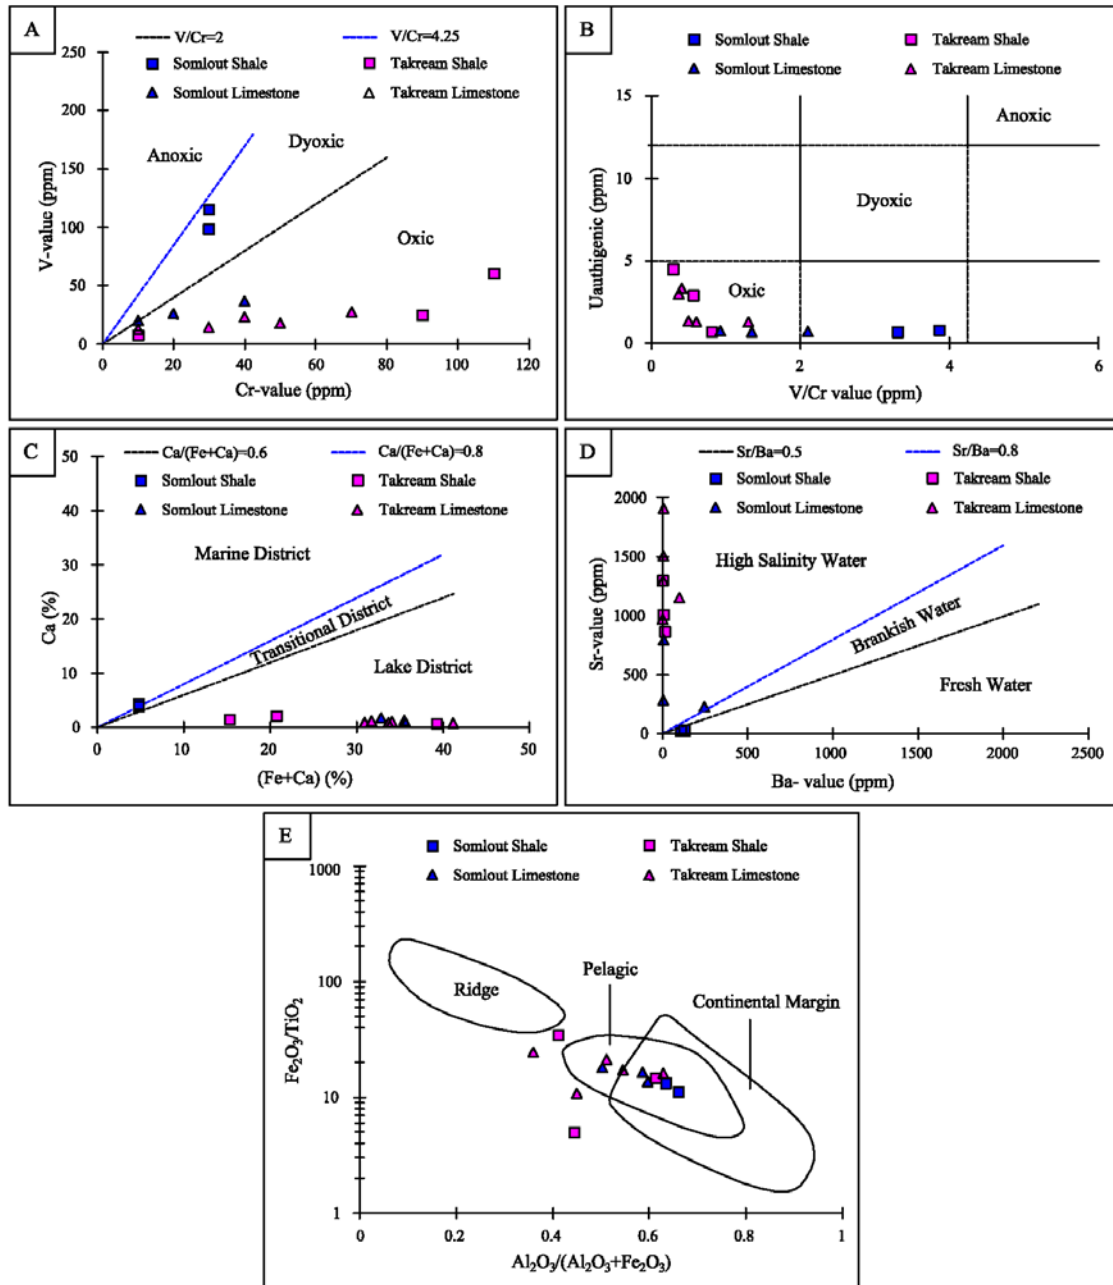 A
V/Cr=2
V/Cr=4.25
Somlout Shale
Takream Shale
Somlout Limestone
Takream Limestone
250
200
150
100
50
0
V-value (ppm)
Anoxic
Dyoxic
Oxic
0 20 40 60 80 100 120
Cr-value (ppm)
B
Somlout Shale
Takream Shale
Somlout Limestone
Takream Limestone
15
10
5
0
Uauthigenic (ppm)
Anoxic
Dyoxic
Oxic
0 2 4 6
V/Cr value (ppm)
C
Ca/(Fe+Ca)=0.6
Ca/(Fe+Ca)=0.8
Somlout Shale
Takream Shale
Somlout Limestone
Takream Limestone
50
40
30
20
10
0
Ca (%)
Marine District
Transitional District
Lake District
0 10 20 30 40 50
(Fe+Ca) (%)
D
Sr/Ba=0.5
Sr/Ba=0.8
Somlout Shale
Takream Shale
Somlout Limestone
Takream Limestone
2000
1500
1000
500
0
Sr-value (ppm)
High Salinity Water
Brankish Water
Fresh Water
0 500 1000 1500 2000 2500
Ba- value (ppm)
E
Somlout Shale
Takream Shale
Somlout Limestone
Takream Limestone
1000
100
10
1
Fe₂O₃/TiO₂
Ridge
Pelagic
Continental Margin
0 0.2 0.4 0.6 0.8 1
Al₂O₃/(Al₂O₃+Fe₂O₃)